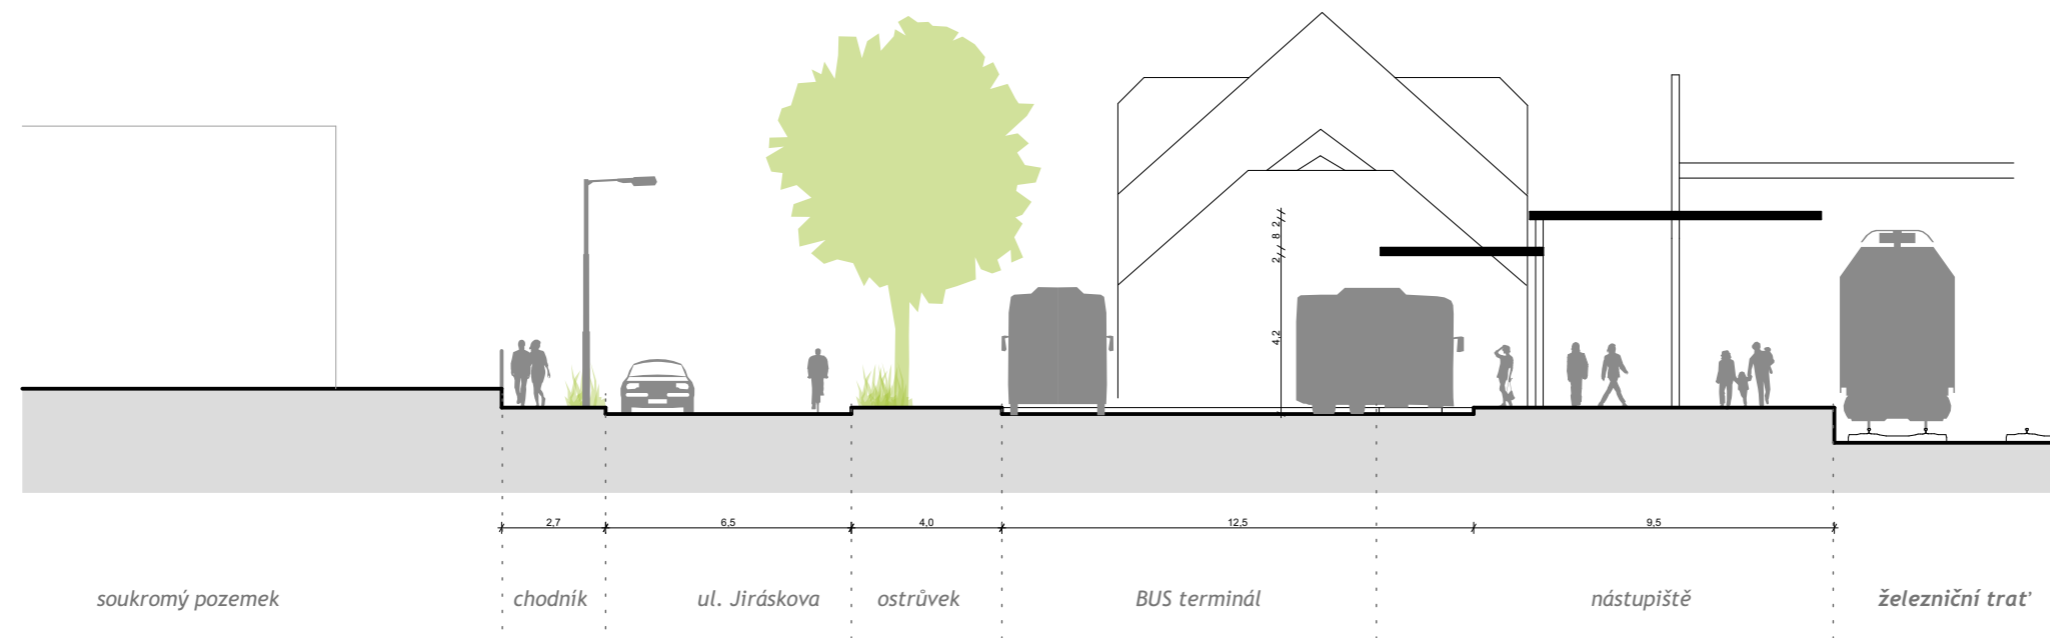 2
8
2
4,2
2,7
6,5
4,0
12,5
9,5
soukromý pozemek
chodník
ul. Jiráskova
ostrůvek
BUS terminál
nástupiště
železniční trať